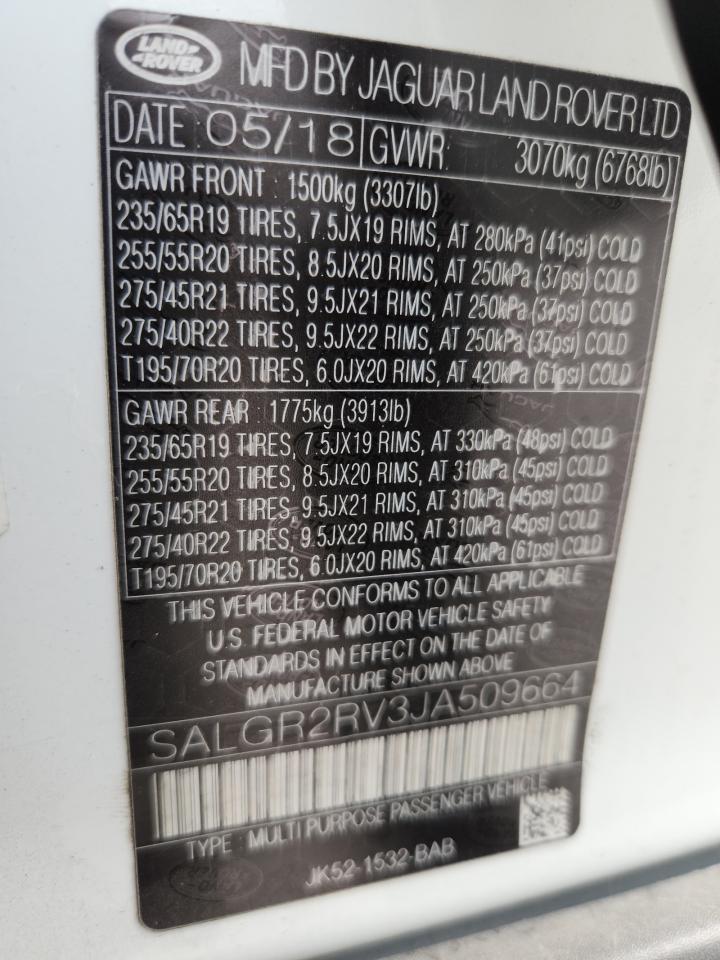 LAND ROVER MFD BY JAGUAR LAND ROVER LTD
DATE 05/18 GVWR 3070kg (6768lb)
GAWR FRONT : 1500kg (3307lb)
235/65R19 TIRES, 7.5JX19 RIMS, AT 280kPa (41psi) COLD
255/55R20 TIRES, 8.5JX20 RIMS, AT 250kPa (37psi) COLD
275/45R21 TIRES, 9.5JX21 RIMS, AT 250kPa (37psi) COLD
275/40R22 TIRES, 9.5JX22 RIMS, AT 250kPa (37psi) COLD
T195/70R20 TIRES, 6.0JX20 RIMS, AT 420kPa (61psi) COLD
GAWR REAR : 1775kg (3913lb)
235/65R19 TIRES, 7.5JX19 RIMS, AT 330kPa (48psi) COLD
255/55R20 TIRES, 8.5JX20 RIMS, AT 310kPa (45psi) COLD
275/45R21 TIRES, 9.5JX21 RIMS, AT 310kPa (45psi) COLD
275/40R22 TIRES, 9.5JX22 RIMS, AT 310kPa (45psi) COLD
T195/70R20 TIRES, 6.0JX20 RIMS, AT 420kPa (61psi) COLD
THIS VEHICLE CONFORMS TO ALL APPLICABLE
U.S. FEDERAL MOTOR VEHICLE SAFETY
STANDARDS IN EFFECT ON THE DATE OF
MANUFACTURE SHOWN ABOVE
SALGR2RV3JA509664
TYPE : MULTI PURPOSE PASSENGER VEHICLE
JK52-1532-BAB